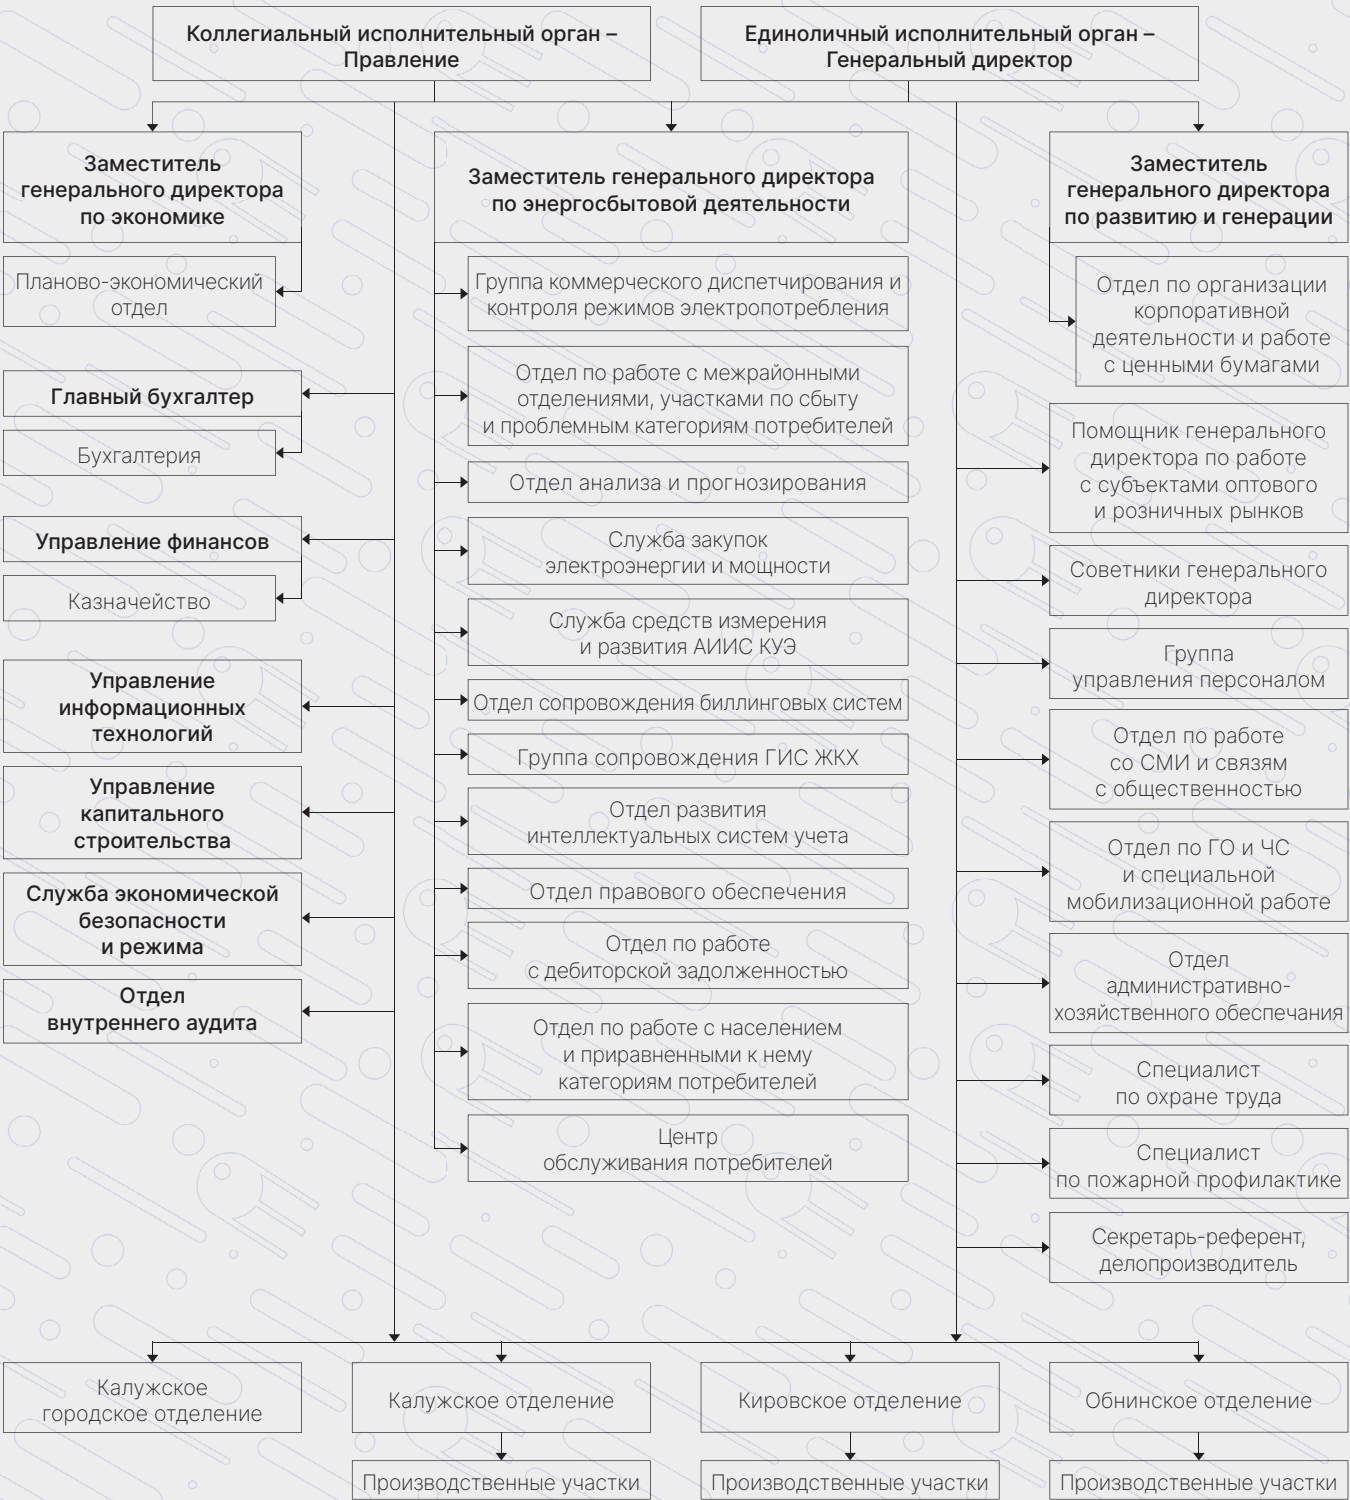 Коллегиальный исполнительный орган –
Правление
Единоличный исполнительный орган –
Генеральный директор
Заместитель
генерального директора
по экономике
Планово-экономический
отдел
Главный бухгалтер
Бухгалтерия
Управление финансов
Казначейство
Управление
информационных
технологий
Управление
капитального
строительства
Служба экономической
безопасности
и режима
Отдел
внутреннего аудита
Заместитель генерального директора
по энергосбытовой деятельности
Группа коммерческого диспетчирования и
контроля режимов электропотребления
Отдел по работе с межрайонными
отделениями, участками по сбыту
и проблемным категориям потребителей
Отдел анализа и прогнозирования
Служба закупок
электроэнергии и мощности
Служба средств измерения
и развития АИИС КУЭ
Отдел сопровождения биллинговых систем
Группа сопровождения ГИС ЖКХ
Отдел развития
интеллектуальных систем учета
Отдел правового обеспечения
Отдел по работе
с дебиторской задолженностью
Отдел по работе с населением
и приравненными к нему
категориям потребителей
Центр
обслуживания потребителей
Заместитель
генерального директора
по развитию и генерации
Отдел по организации
корпоративной
деятельности и работе
с ценными бумагами
Помощник генерального
директора по работе
с субъектами оптового
и розничных рынков
Советники генерального
директора
Группа
управления персоналом
Отдел по работе
со СМИ и связям
с общественностью
Отдел по ГО и ЧС
и специальной
мобилизационной работе
Отдел
административно-
хозяйственного обеспечания
Специалист
по охране труда
Специалист
по пожарной профилактике
Секретарь-референт,
делопроизводитель
Калужское
городское отделение
Калужское отделение
Кировское отделение
Обнинское отделение
Производственные участки
Производственные участки
Производственные участки